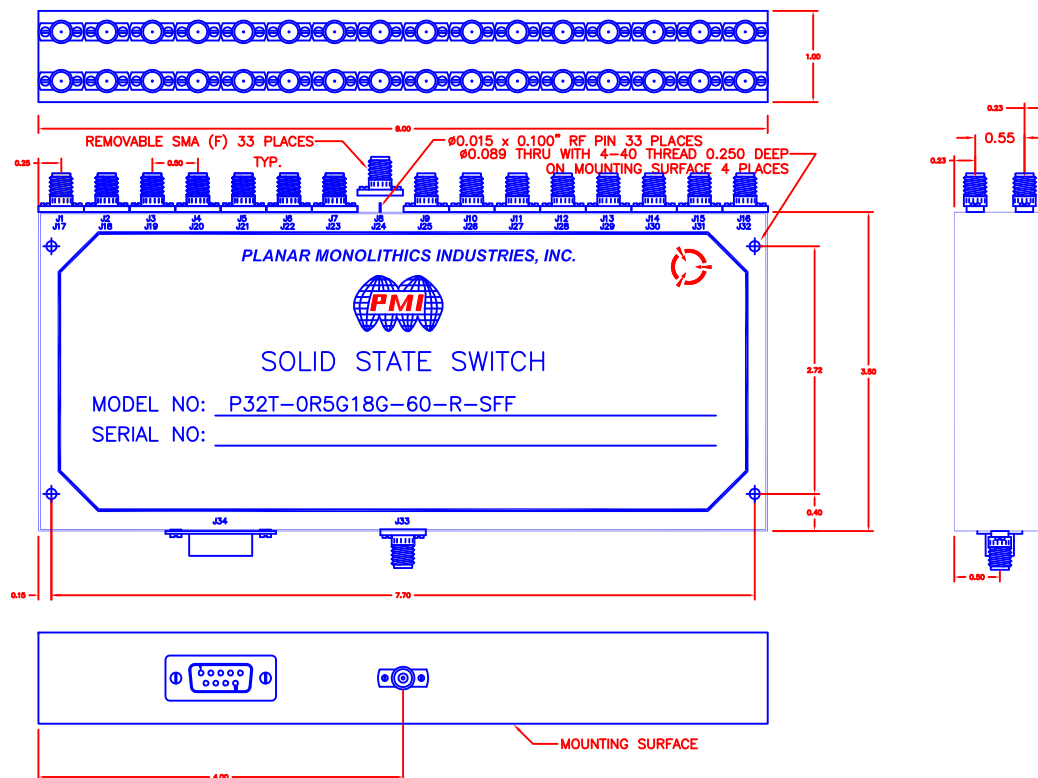 1.00
8.00
0.23
0.55
0.23
REMOVABLE SMA (F) 33 PLACES
TYP.
Ø0.015 x 0.100" RF PIN 33 PLACES
Ø0.089 THRU WITH 4-40 THREAD 0.250 DEEP
ON MOUNTING SURFACE 4 PLACES
0.25
0.50
J1 J2 J3 J4 J5 J6 J7 J8 J9 J10 J11 J12 J13 J14 J15 J16
J17 J18 J19 J20 J21 J22 J23 J24 J25 J26 J27 J28 J29 J30 J31 J32
PLANAR MONOLITHICS INDUSTRIES, INC.
PMI
SOLID STATE SWITCH
MODEL NO: P32T-0R5G18G-60-R-SFF
SERIAL NO:
2.72
3.50
0.40
J34
J33
0.50
0.15
7.70
MOUNTING SURFACE
4.00